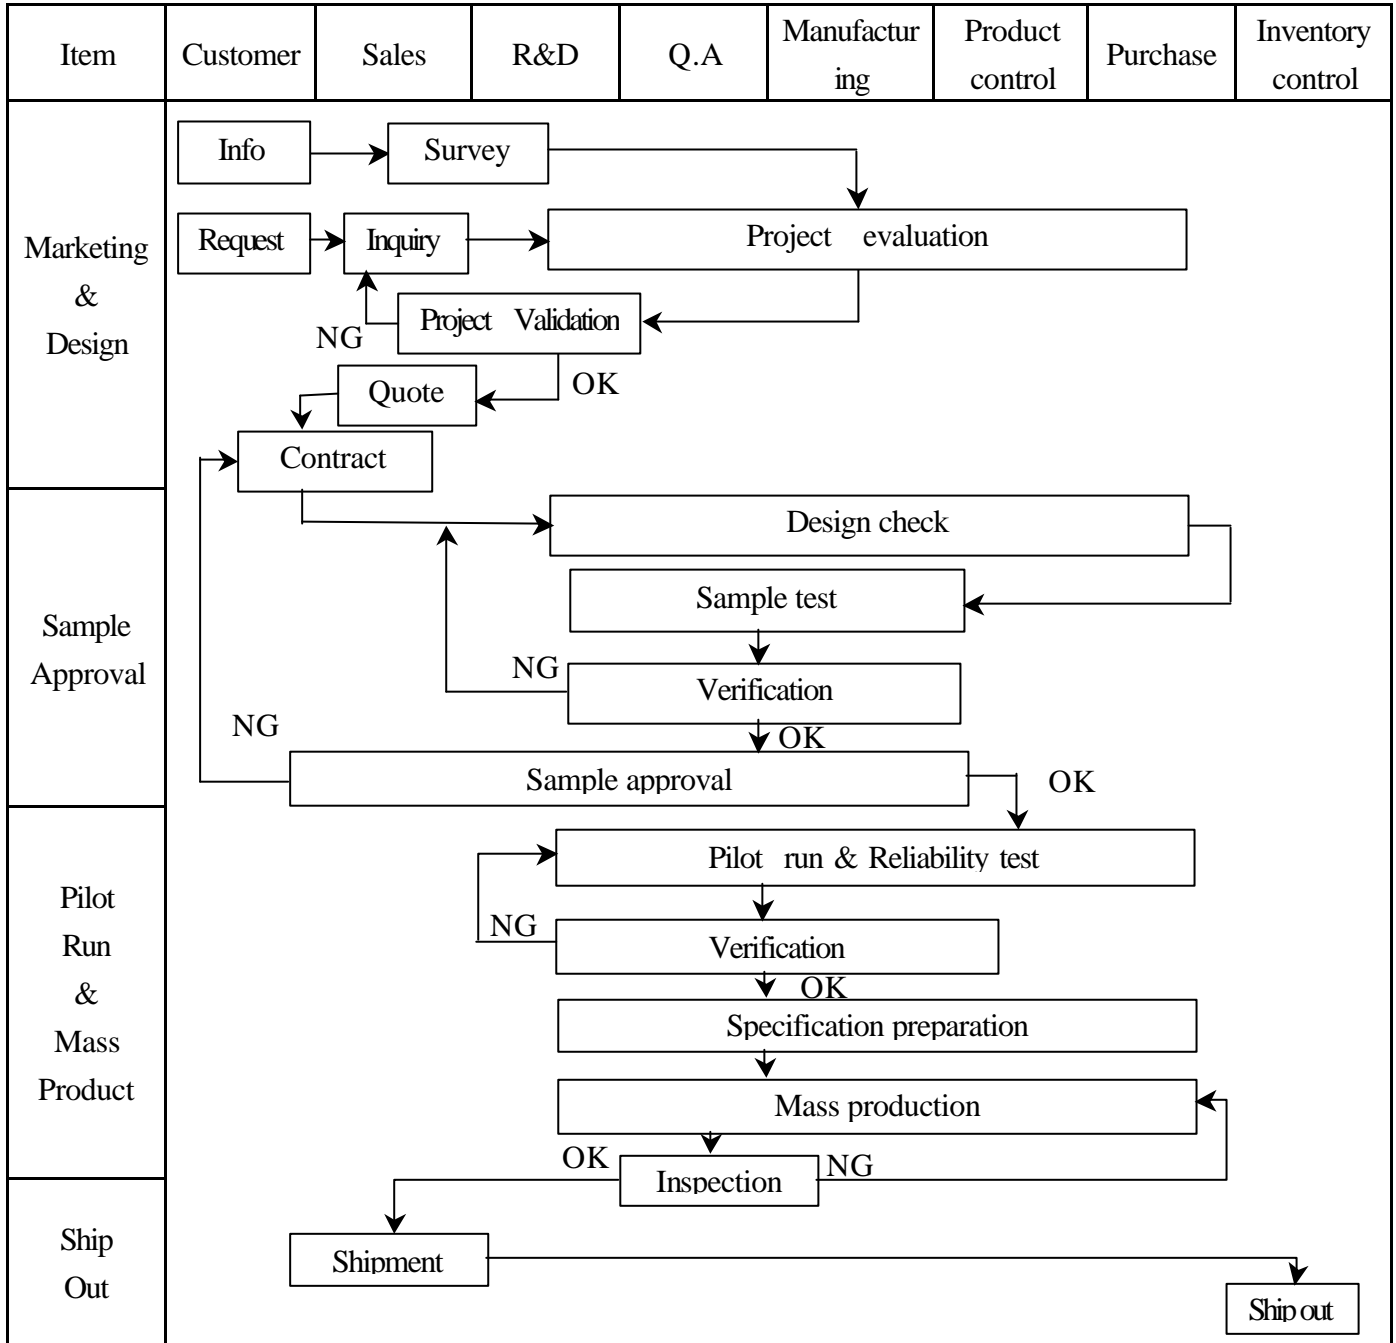 Item
Customer
Sales
R&D
Q.A
Manufactur
ing
Product
control
Purchase
Inventory
control
Marketing
&
Design
Info
Survey
Request
Inquiry
Project evaluation
NG
Project Validation
OK
Quote
Contract
Sample
Approval
Design check
Sample test
NG
Verification
NG
OK
Sample approval
OK
Pilot
Run
&
Mass
Product
Pilot run & Reliability test
NG
Verification
OK
Specification preparation
Mass production
OK
Inspection
NG
Ship
Out
Shipment
Ship out